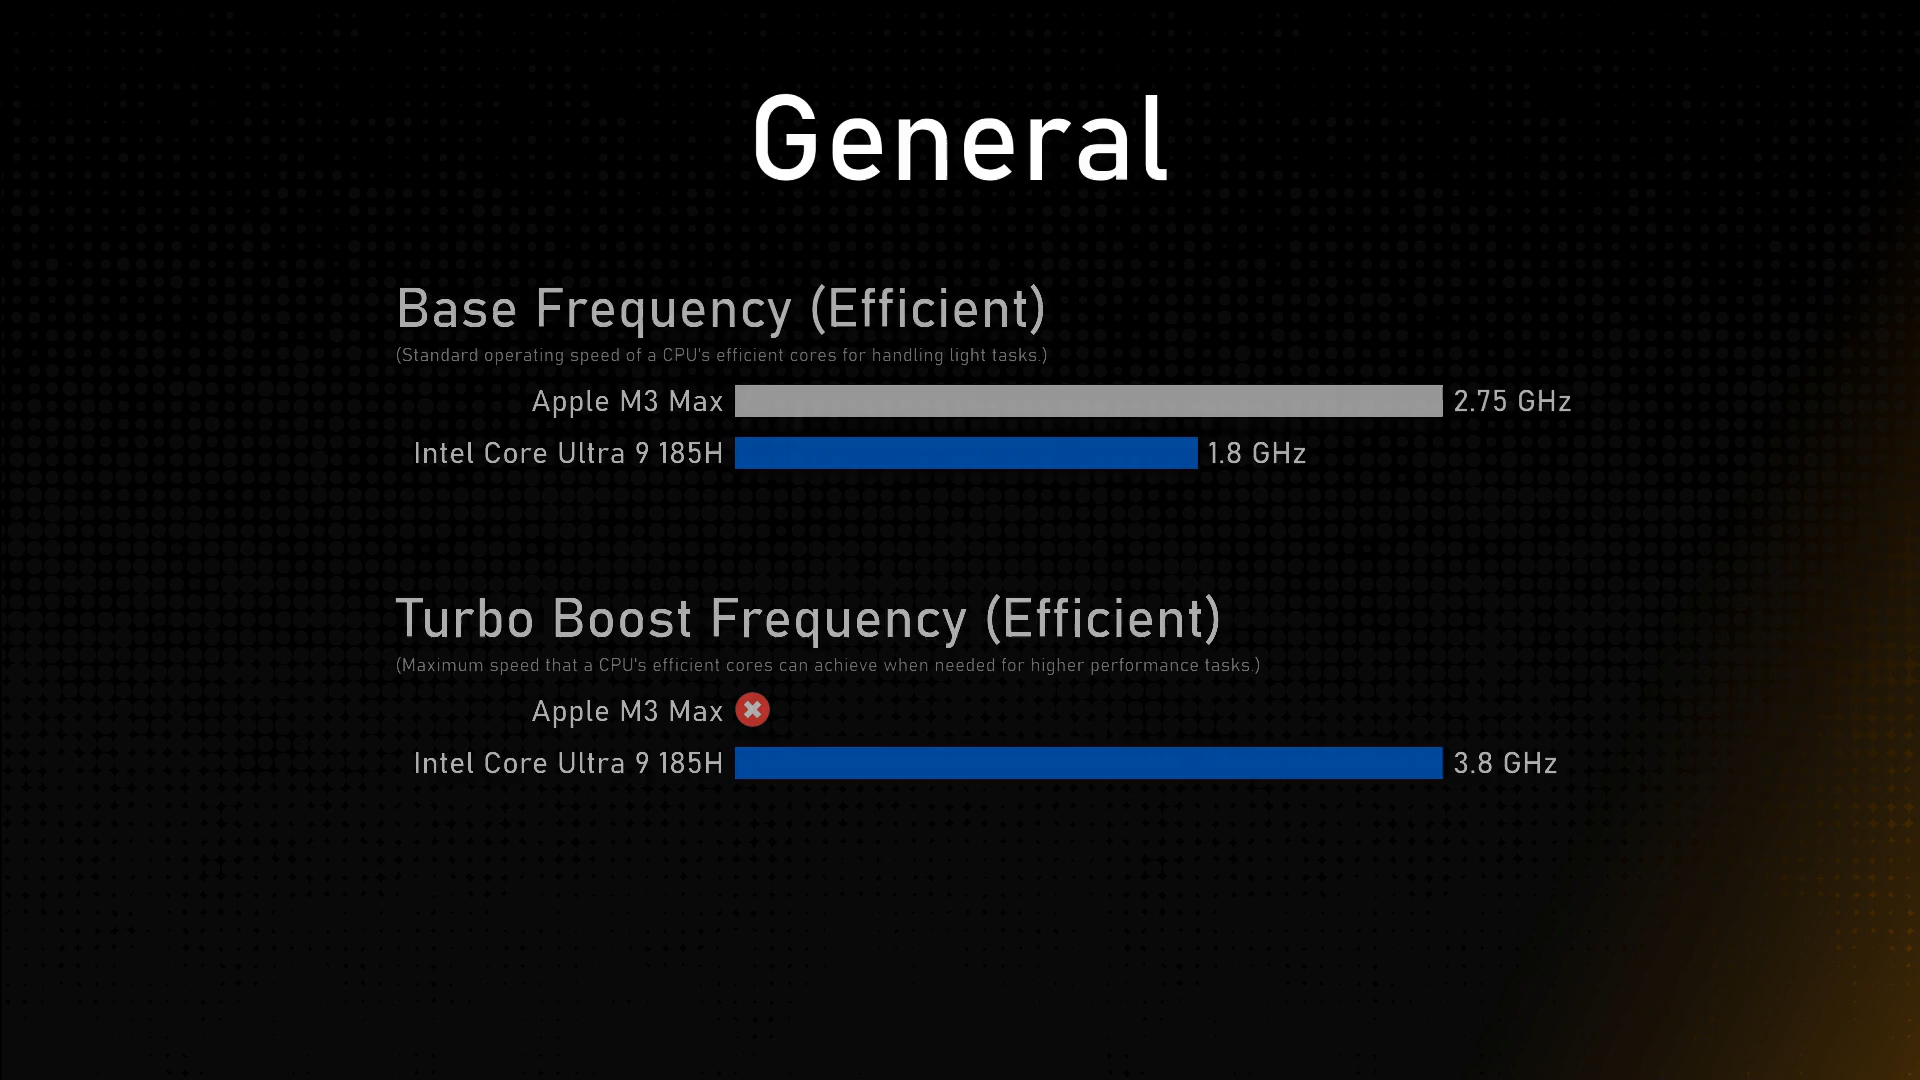 General
Base Frequency (Efficient)
(Standard operating speed of a CPU's efficient cores for handling light tasks.)
Apple M3 Max 2.75 GHz
Intel Core Ultra 9 185H 1.8 GHz
Turbo Boost Frequency (Efficient)
(Maximum speed that a CPU's efficient cores can achieve when needed for higher performance tasks.)
Apple M3 Max
Intel Core Ultra 9 185H 3.8 GHz